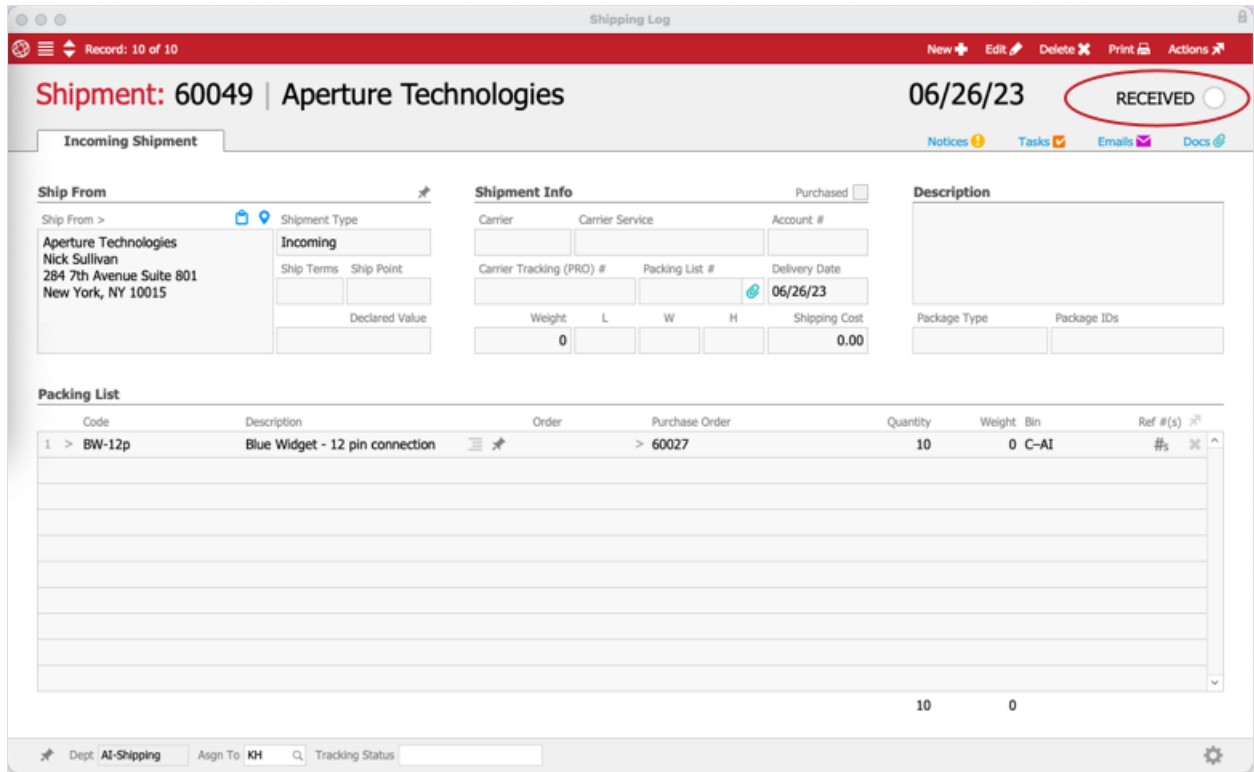 Shipping Log
Record: 10 of 10 New Edit Delete Print Actions
Shipment: 60049 | Aperture Technologies 06/26/23 RECEIVED
Incoming Shipment Notices Tasks Emails Docs
Ship From Shipment Info Purchased Description
Ship From > Shipment Type Carrier Carrier Service Account #
Aperture Technologies Incoming
Nick Sullivan
284 7th Avenue Suite 801 Ship Terms Ship Point Carrier Tracking (PRO) # Packing List # Delivery Date
New York, NY 10015 06/26/23
Declared Value Weight L W H Shipping Cost Package Type Package IDs
0 0.00
Packing List
Code Description Order Purchase Order Quantity Weight Bin Ref #(s)
1 > BW-12p Blue Widget - 12 pin connection > 60027 10 0 C-AI #s
10 0
Dept AI-Shipping Asgn To KH Tracking Status